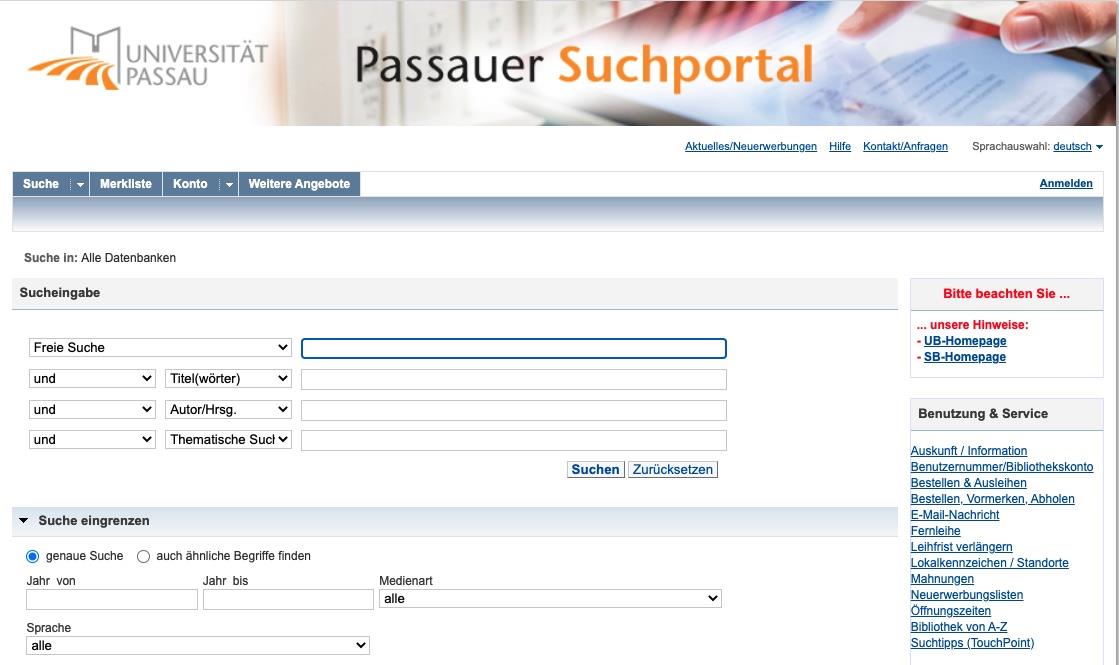 UNIVERSITÄT
PASSAU
Passauer Suchportal
Aktuelles/Neuerwerbungen Hilfe Kontakt/Anfragen Sprachauswahl: deutsch
Suche Merkliste Konto Weitere Angebote Anmelden
Suche in: Alle Datenbanken
Sucheingabe
Freie Suche
und Titel(wörter)
und Autor/Hrsg.
und Thematische Such
Suchen Zurücksetzen
Suche eingrenzen
genaue Suche auch ähnliche Begriffe finden
Jahr von Jahr bis Medienart
alle
Sprache
alle
Bitte beachten Sie ...
... unsere Hinweise:
- UB-Homepage
- SB-Homepage
Benutzung & Service
Auskunft / Information
Benutzernummer/Bibliothekskonto
Bestellen & Ausleihen
Bestellen, Vormerken, Abholen
E-Mail-Nachricht
Fernleihe
Leihfrist verlängern
Lokalkennzeichen / Standorte
Mahnungen
Neuerwerbungslisten
Öffnungszeiten
Bibliothek von A-Z
Suchtipps (TouchPoint)